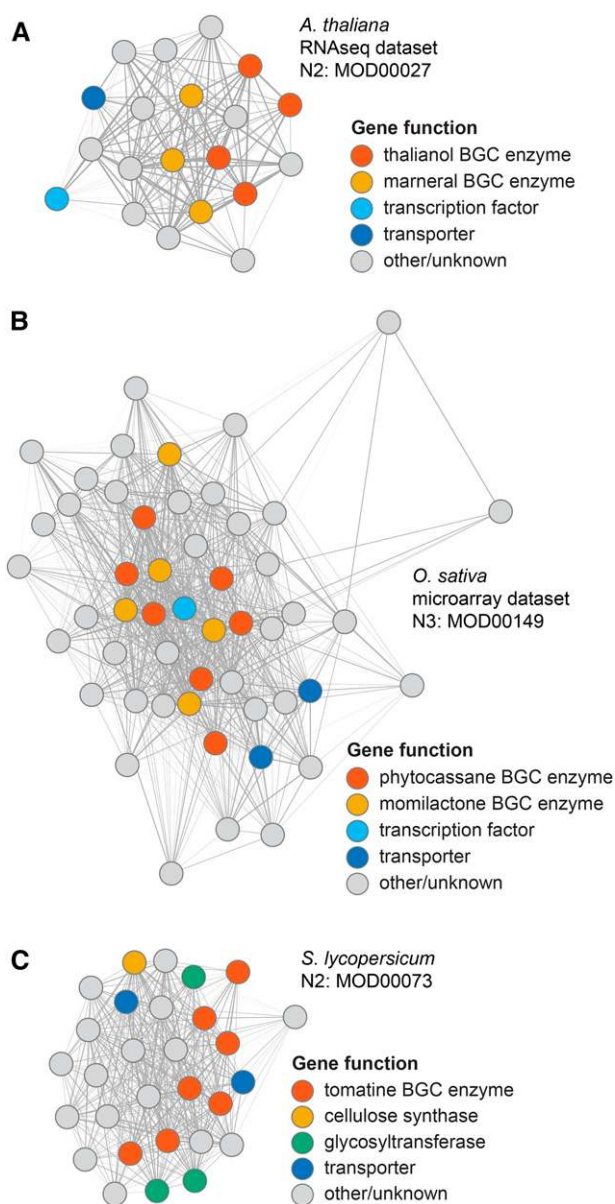 A
A. thaliana
RNAseq dataset
N2: MOD00027
Gene function
thalianol BGC enzyme
marneral BGC enzyme
transcription factor
transporter
other/unknown
B
O. sativa
microarray dataset
N3: MOD00149
Gene function
phytocassane BGC enzyme
momilactone BGC enzyme
transcription factor
transporter
other/unknown
C
S. lycopersicum
N2: MOD00073
Gene function
tomatine BGC enzyme
cellulose synthase
glycosyltransferase
transporter
other/unknown